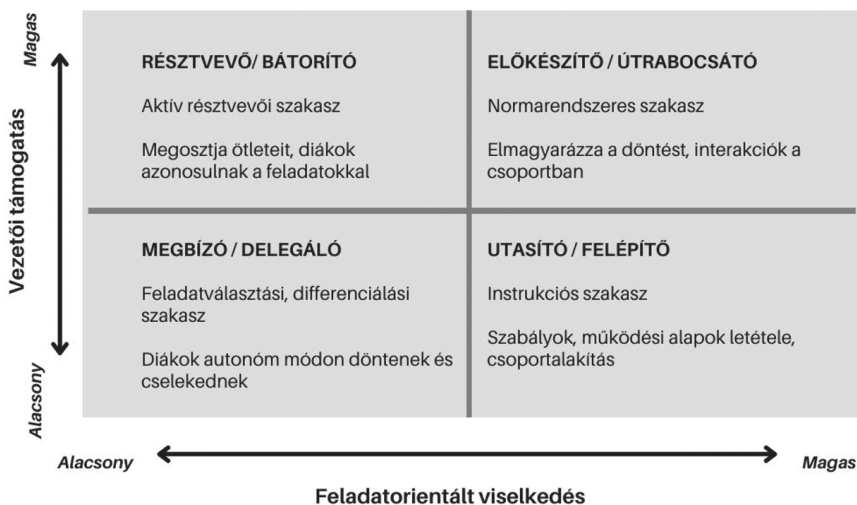 Magas
Vezetői támogatás
Alacsony
RÉSZTVEVŐ/ BÁTORÍTÓ
Aktív résztvevői szakasz
Megosztja ötleteit, diákok
azonosulnak a feladatokkal
ELŐKÉSZÍTŐ / ÚTRABOCSÁTÓ
Normarendszeres szakasz
Elmagyarázza a döntést, interakciók a
csoportban
MEGBÍZÓ / DELEGÁLÓ
Feladatválasztási, differenciálási
szakasz
Diákok autonóm módon döntenek és
cselekednek
UTASÍTÓ / FELÉPÍTŐ
Instrukciós szakasz
Szabályok, működési alapok letétele,
csoportalakítás
Alacsony
Magas
Feladatorientált viselkedés